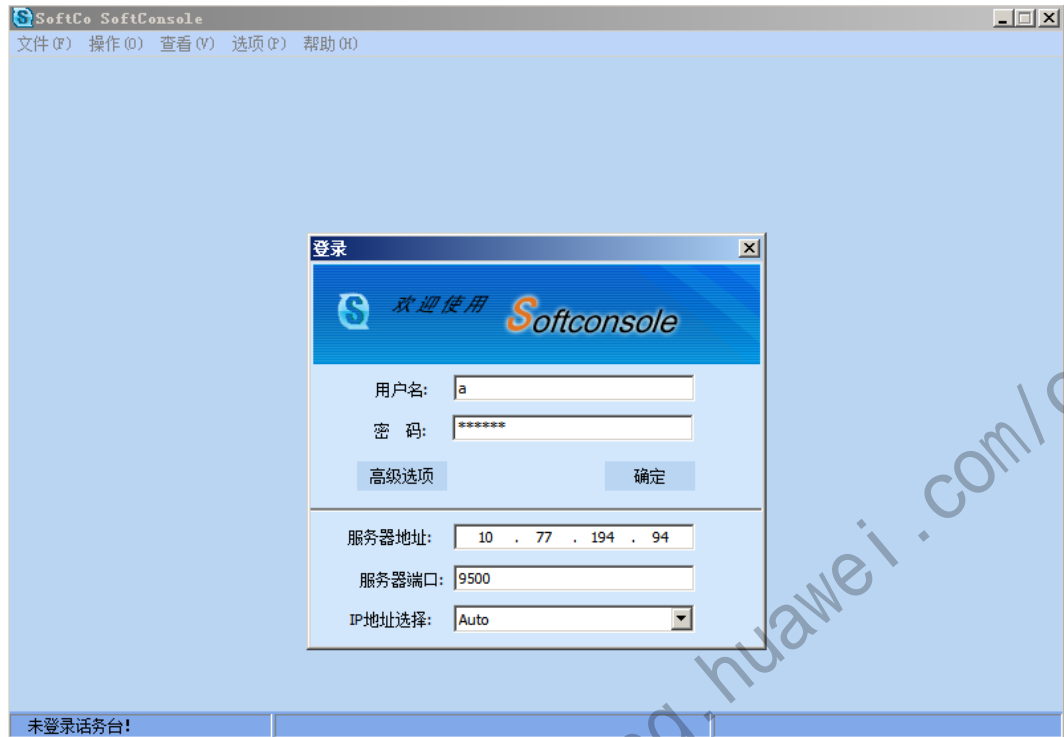 SoftCo SoftConsole
文件(F) 操作(O) 查看(V) 选项(P) 帮助(H)
登录
欢迎使用 Softconsole
用户名: a
密 码: ******
高级选项 确定
服务器地址: 10 . 77 . 194 . 94
服务器端口: 9500
IP地址选择: Auto
未登录话务台!
.huawei.com/